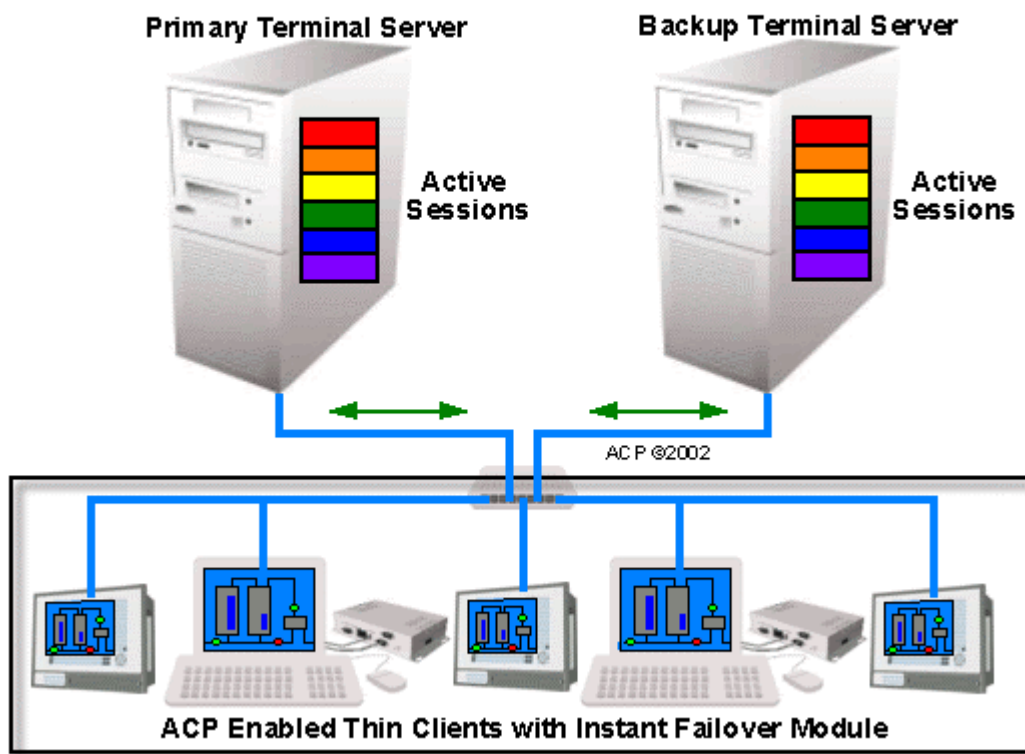 Primary Terminal Server
Backup Terminal Server
Active
Sessions
Active
Sessions
ACP ©2002
ACP Enabled Thin Clients with Instant Failover Module